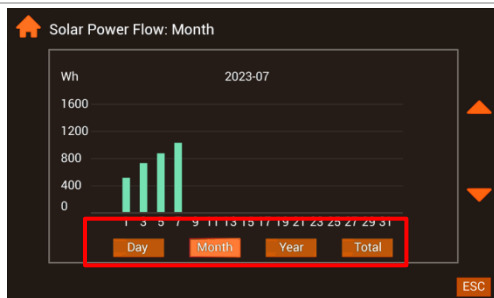 Solar Power Flow: Month
Wh
2023-07
1600
1200
800
400
0
1 3 5 7 9 11 13 15 17 19 21 23 25 27 29 31
Day Month Year Total
ESC